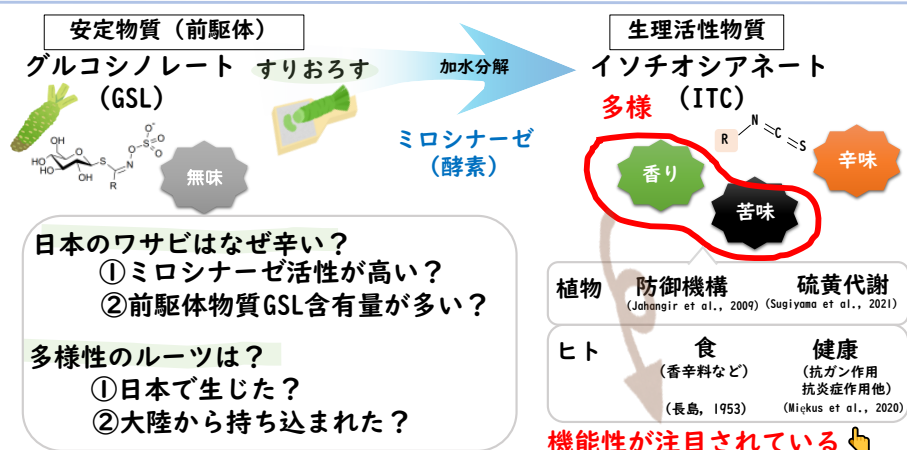 安定物質（前駆体）
グルコシノレート
（GSL）
すりおろす
加水分解
ミロシナーゼ
（酵素）
生理活性物質
イソチオシアネート
（ITC）
多様
OH
HO
HO
OH
O
S
N
O
S
O
O
O⁻
R
無味
R
N
C
S
香り
苦味
辛味
日本のワサビはなぜ辛い？
①ミロシナーゼ活性が高い？
②前駆体物質GSL含有量が多い？
多様性のルーツは？
①日本で生じた？
②大陸から持ち込まれた？
植物
防御機構
(Jahangir et al., 2009)
硫黄代謝
(Sugiyama et al., 2021)
ヒト
食
(香辛料など)
(長島, 1953)
健康
(抗ガン作用
抗炎症作用他)
(Miękus et al., 2020)
機能性が注目されている